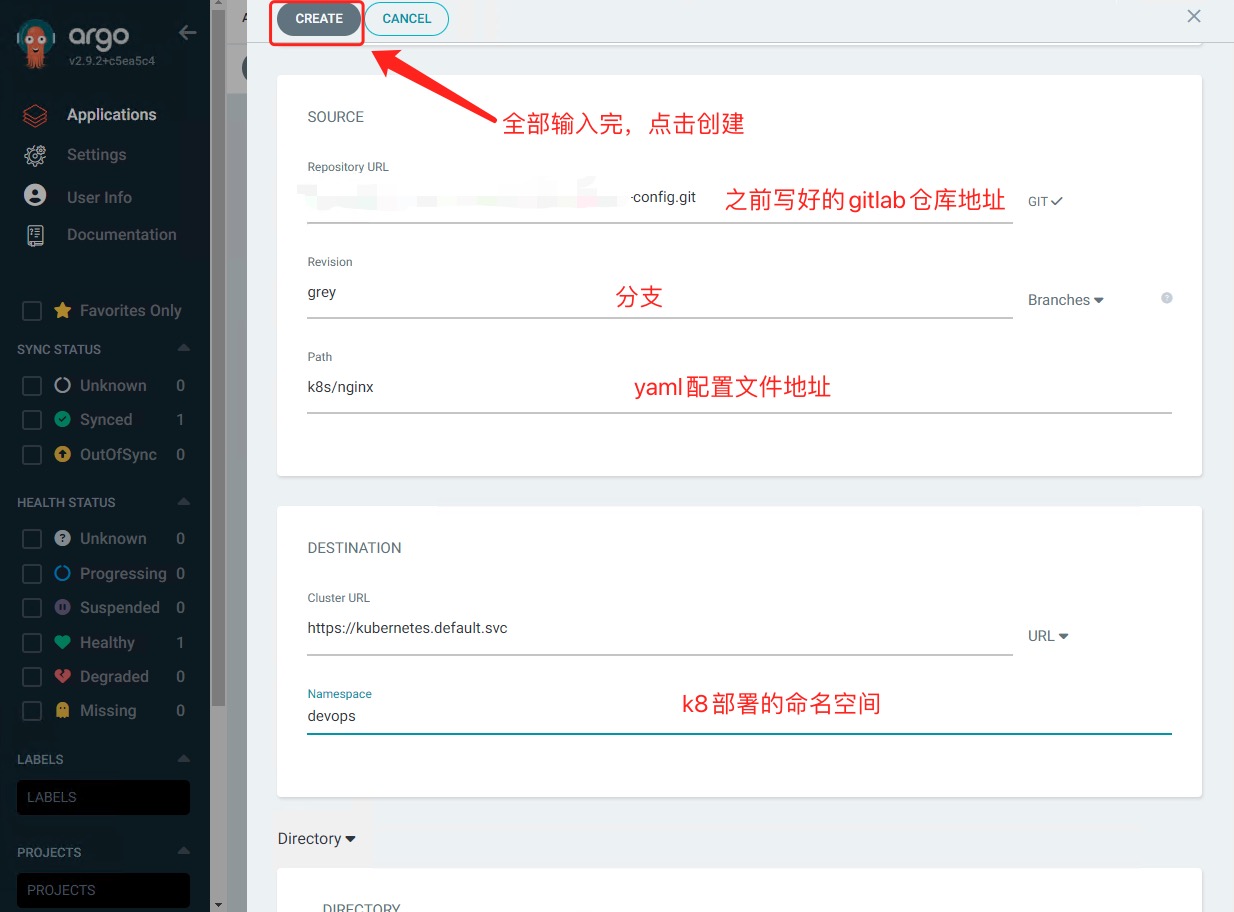 argo
v2.9.2+c5ea5c4
Applications
Settings
User Info
Documentation
Favorites Only
SYNC STATUS
Unknown 0
Synced 1
OutOfSync 0
HEALTH STATUS
Unknown 0
Progressing 0
Suspended 0
Healthy 1
Degraded 0
Missing 0
LABELS
LABELS
PROJECTS
PROJECTS
CREATE CANCEL
全部输入完，点击创建
SOURCE
Repository URL
-config.git 之前写好的gitlab仓库地址 GIT
Revision
grey 分支 Branches
Path
k8s/nginx yaml配置文件地址
DESTINATION
Cluster URL
https://kubernetes.default.svc URL
Namespace
devops k8部署的命名空间
Directory
DIRECTORY